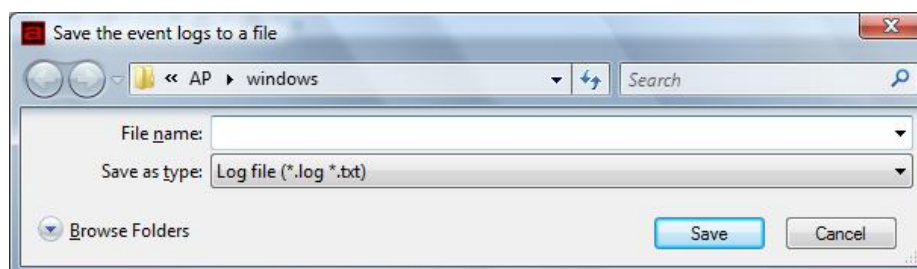 a Save the event logs to a file
« AP windows Search
File name:
Save as type: Log file (*.log *.txt)
Browse Folders Save Cancel